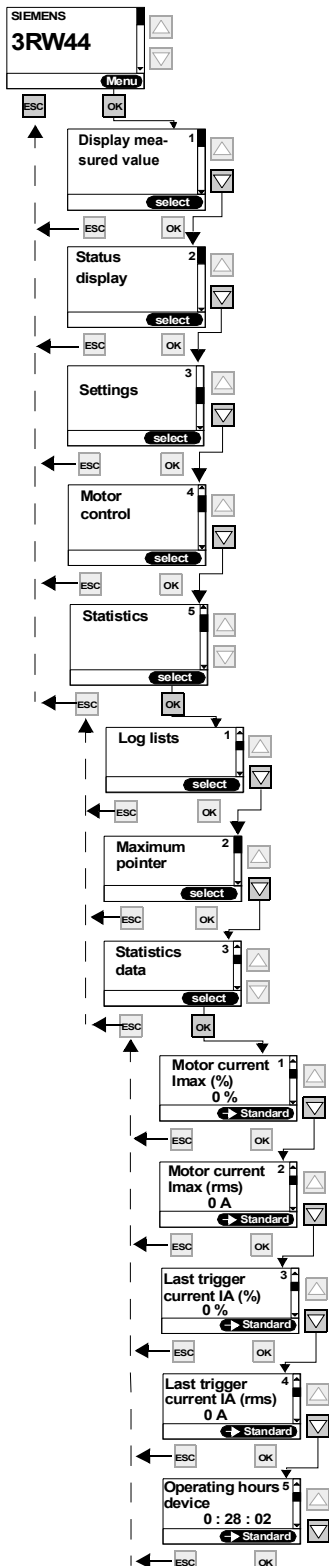 SIEMENS
3RW44
Menu
ESC OK
Display mea- 1
sured value
select
ESC OK
Status 2
display
select
ESC OK
3
Settings
select
ESC OK
Motor 4
control
select
ESC OK
Statistics 5
select
ESC OK
Log lists 1
select
ESC OK
Maximum 2
pointer
select
ESC OK
Statistics 3
data
select
ESC OK
Motor current 1
Imax (%)
0 %
Standard
ESC OK
Motor current 2
Imax (rms)
0 A
Standard
ESC OK
Last trigger 3
current IA (%)
0 %
Standard
ESC OK
Last trigger 4
current IA (rms)
0 A
Standard
ESC OK
Operating hours 5
device
0 : 28 : 02
Standard
ESC OK